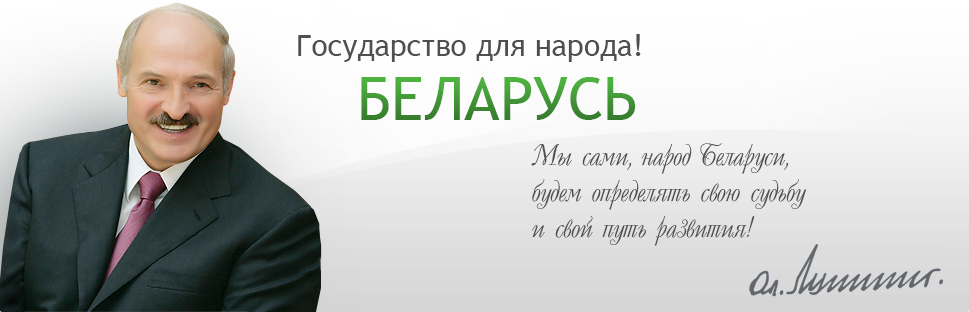 Государство для народа!
БЕЛАРУСЬ
Мы сами, народ Беларуси,
будем определять свою судьбу
и свой путь развития!